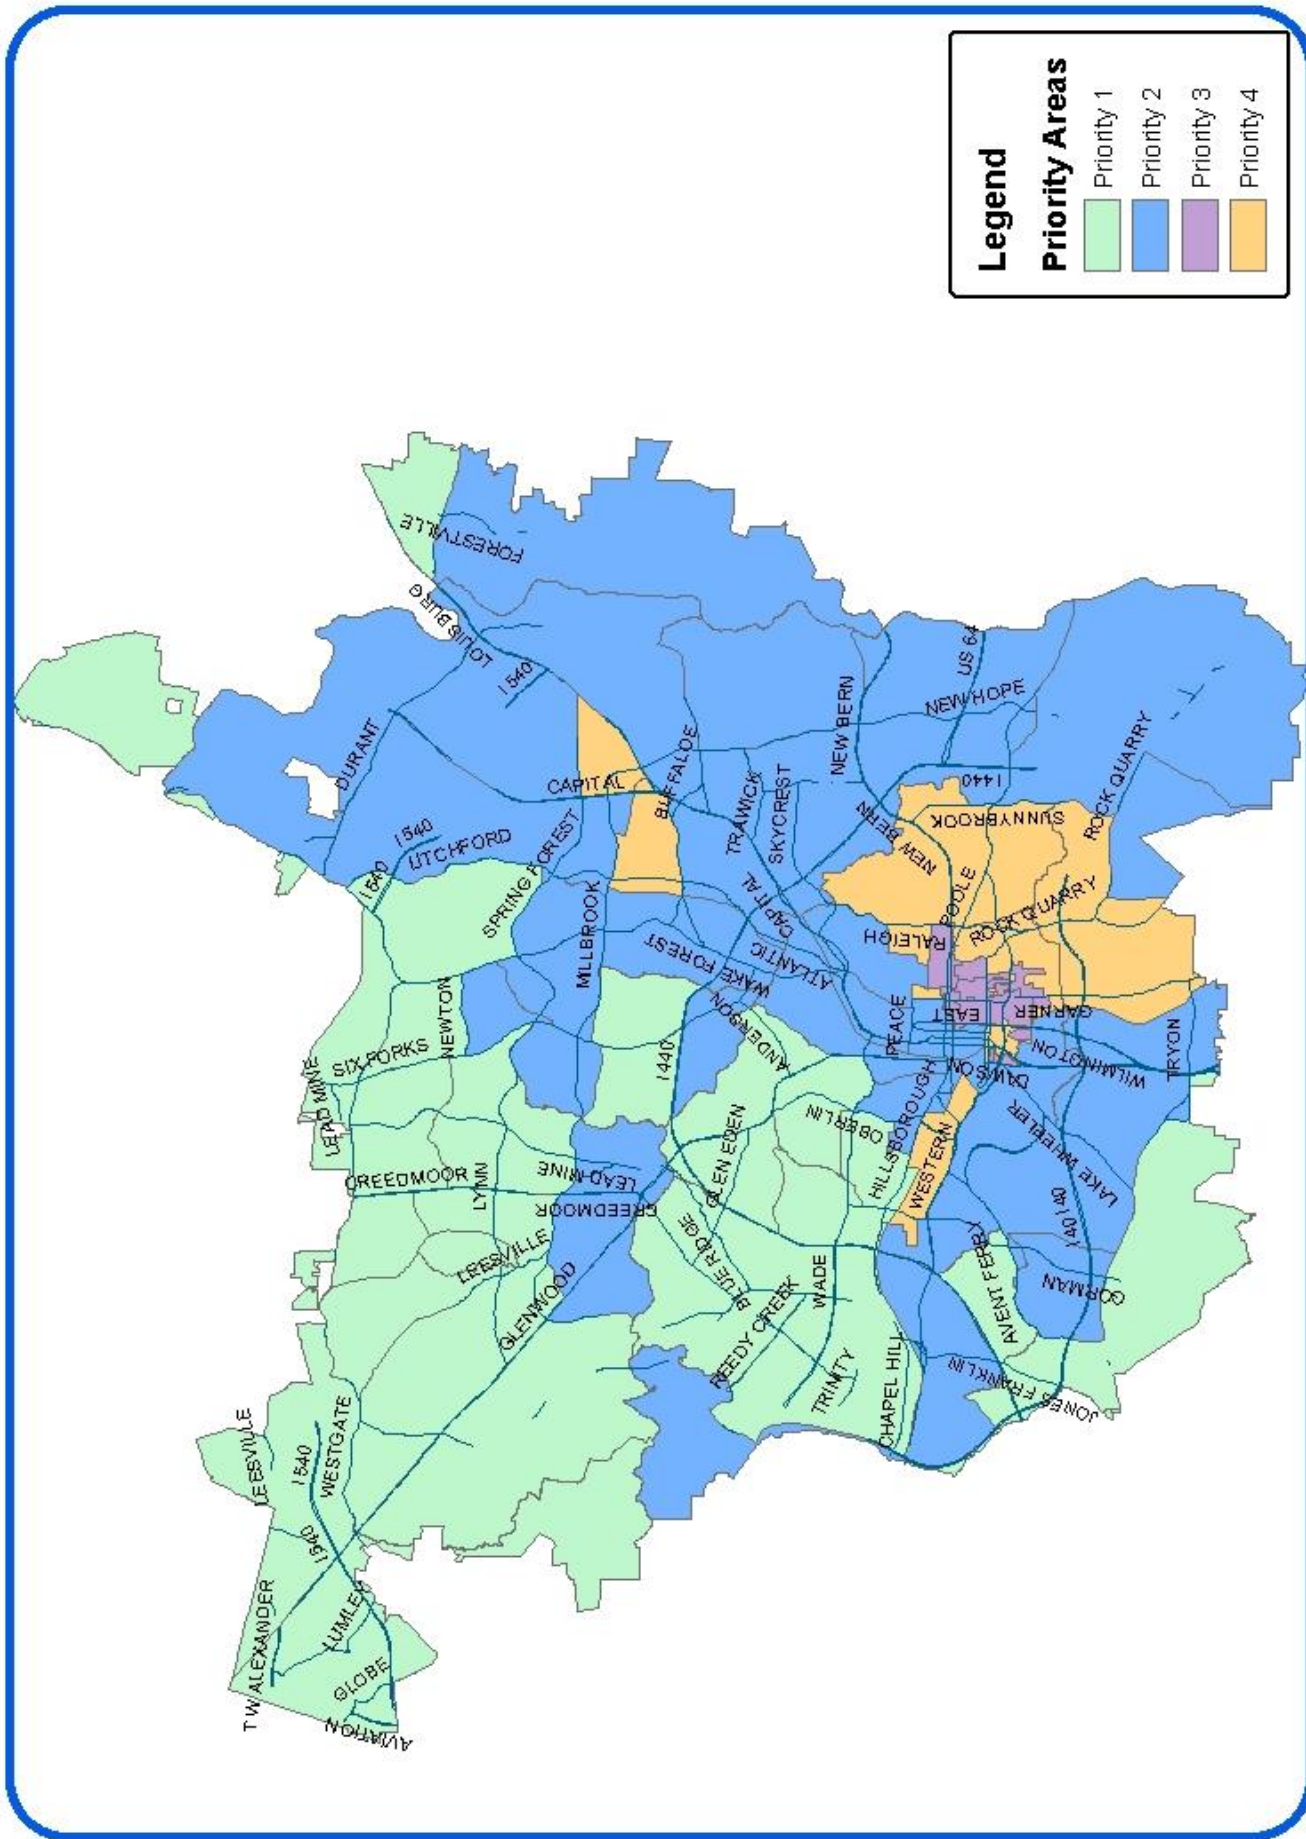 Legend
Priority Areas
Priority 1
Priority 2
Priority 3
Priority 4
FORESTVILLE
LOUISBURG
I 540
DURANT
CAPITAL
BUFFALOE
NEW BERN
US 64
NEW HOPE
I 540
LITCHFORD
I 540
SPRING FOREST
MILLBROOK
TRAWICK
SKYCREST
NEW BERN
NEW
I 440
SUNNYBROOK
ROCK QUARRY
POOLE
ROCK QUARRY
RALEIGH
CAPITAL
ATLANTIC
WAKE FOREST
ANDERSON
NEWTON
SIX FORKS
LEAD MINE
I 440
PEACE
EAST
GARNER
DAWSON
WILMINGTON
TRYON
CREEDMOOR
LYNN
LEAD MINE
CREEDMOOR
GLEN EDEN
OBERLIN
HILLSBOROUGH
WESTERN
LAKE WHEELER
I 40
I 40
LEESVILLE
GLENWOOD
BLUE RIDGE
REEDY CREEK
WADE
TRINITY
AVENT FERRY
GORMAN
CHAPEL HILL
JONES FRANKLIN
LEESVILLE
I 540
WESTGATE
I 540
T W ALEXANDER
LUMLEY
GLOBE
AVIATION